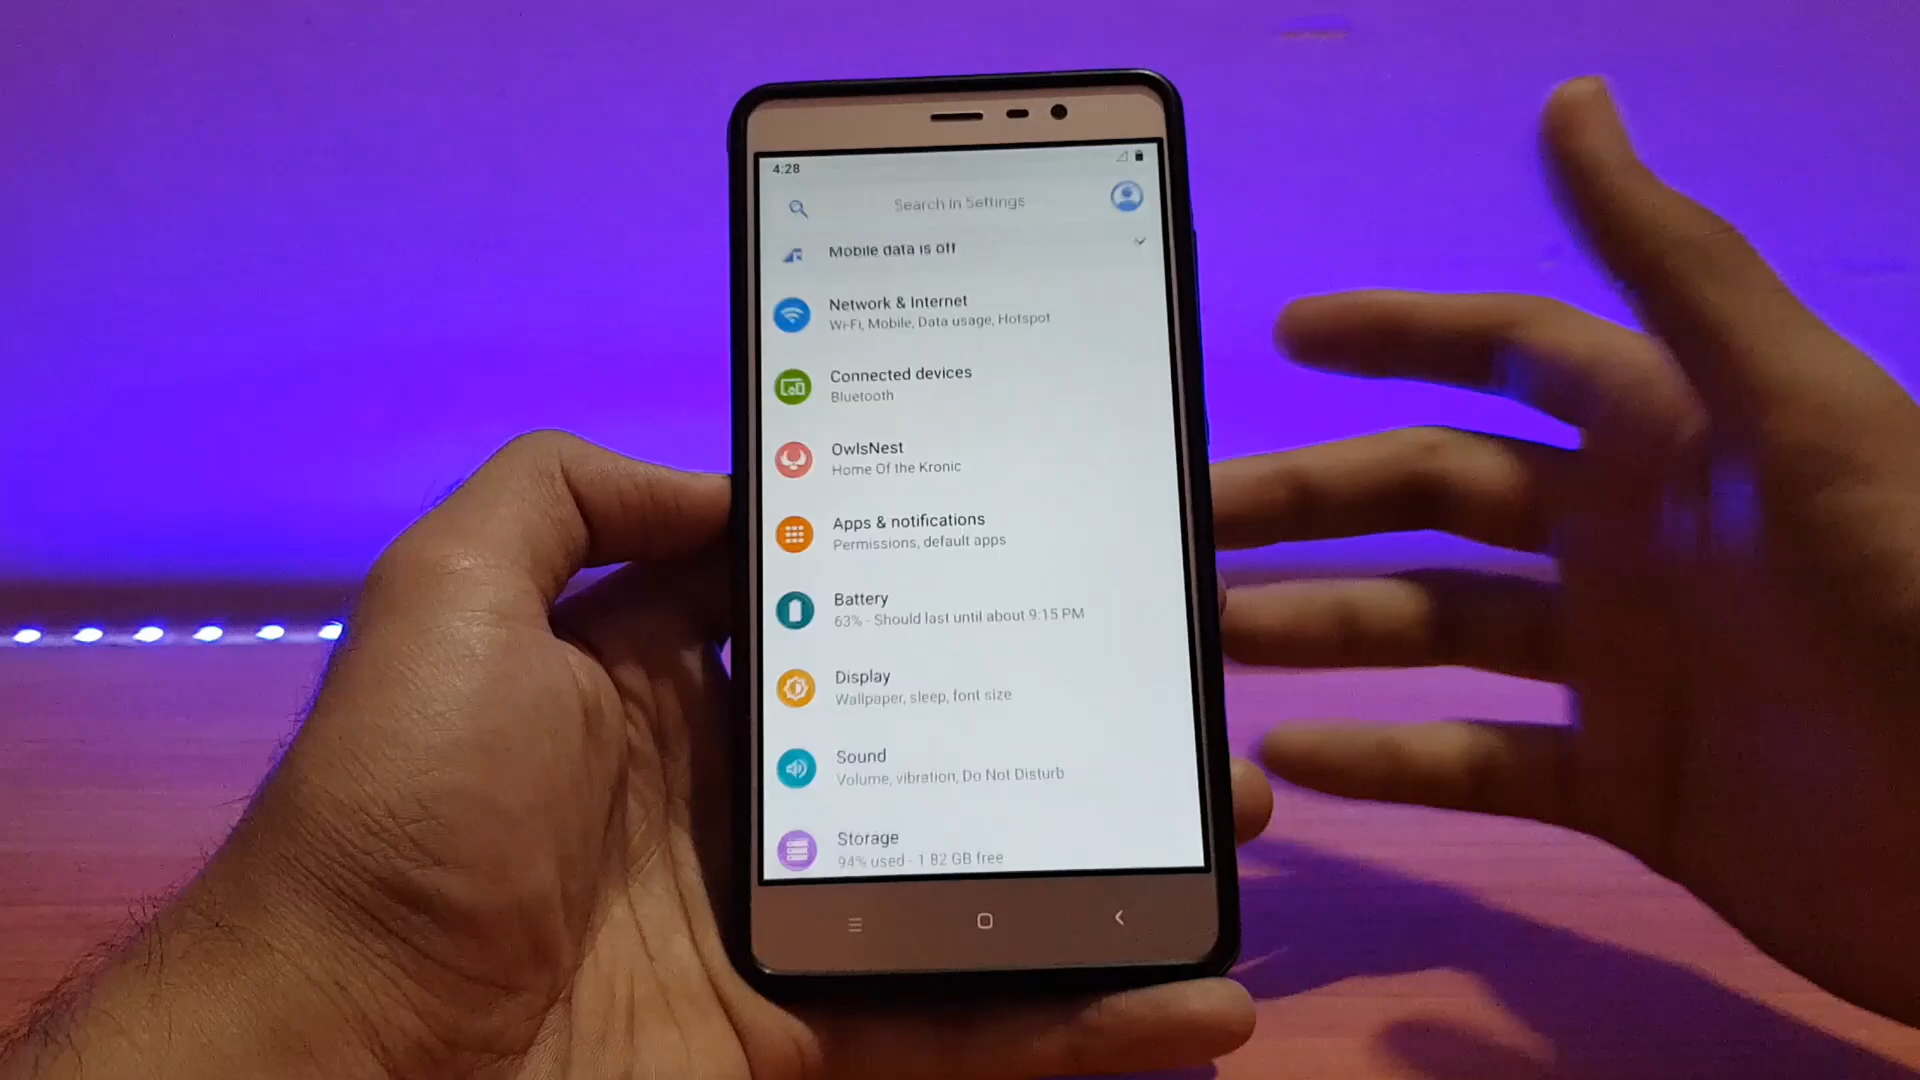 4:28
Search in Settings
Mobile data is off
Network & Internet
Wi-Fi, Mobile, Data usage, Hotspot
Connected devices
Bluetooth
OwlsNest
Home Of the Kronic
Apps & notifications
Permissions, default apps
Battery
63% - Should last until about 9:15 PM
Display
Wallpaper, sleep, font size
Sound
Volume, vibration, Do Not Disturb
Storage
94% used - 1.82 GB free